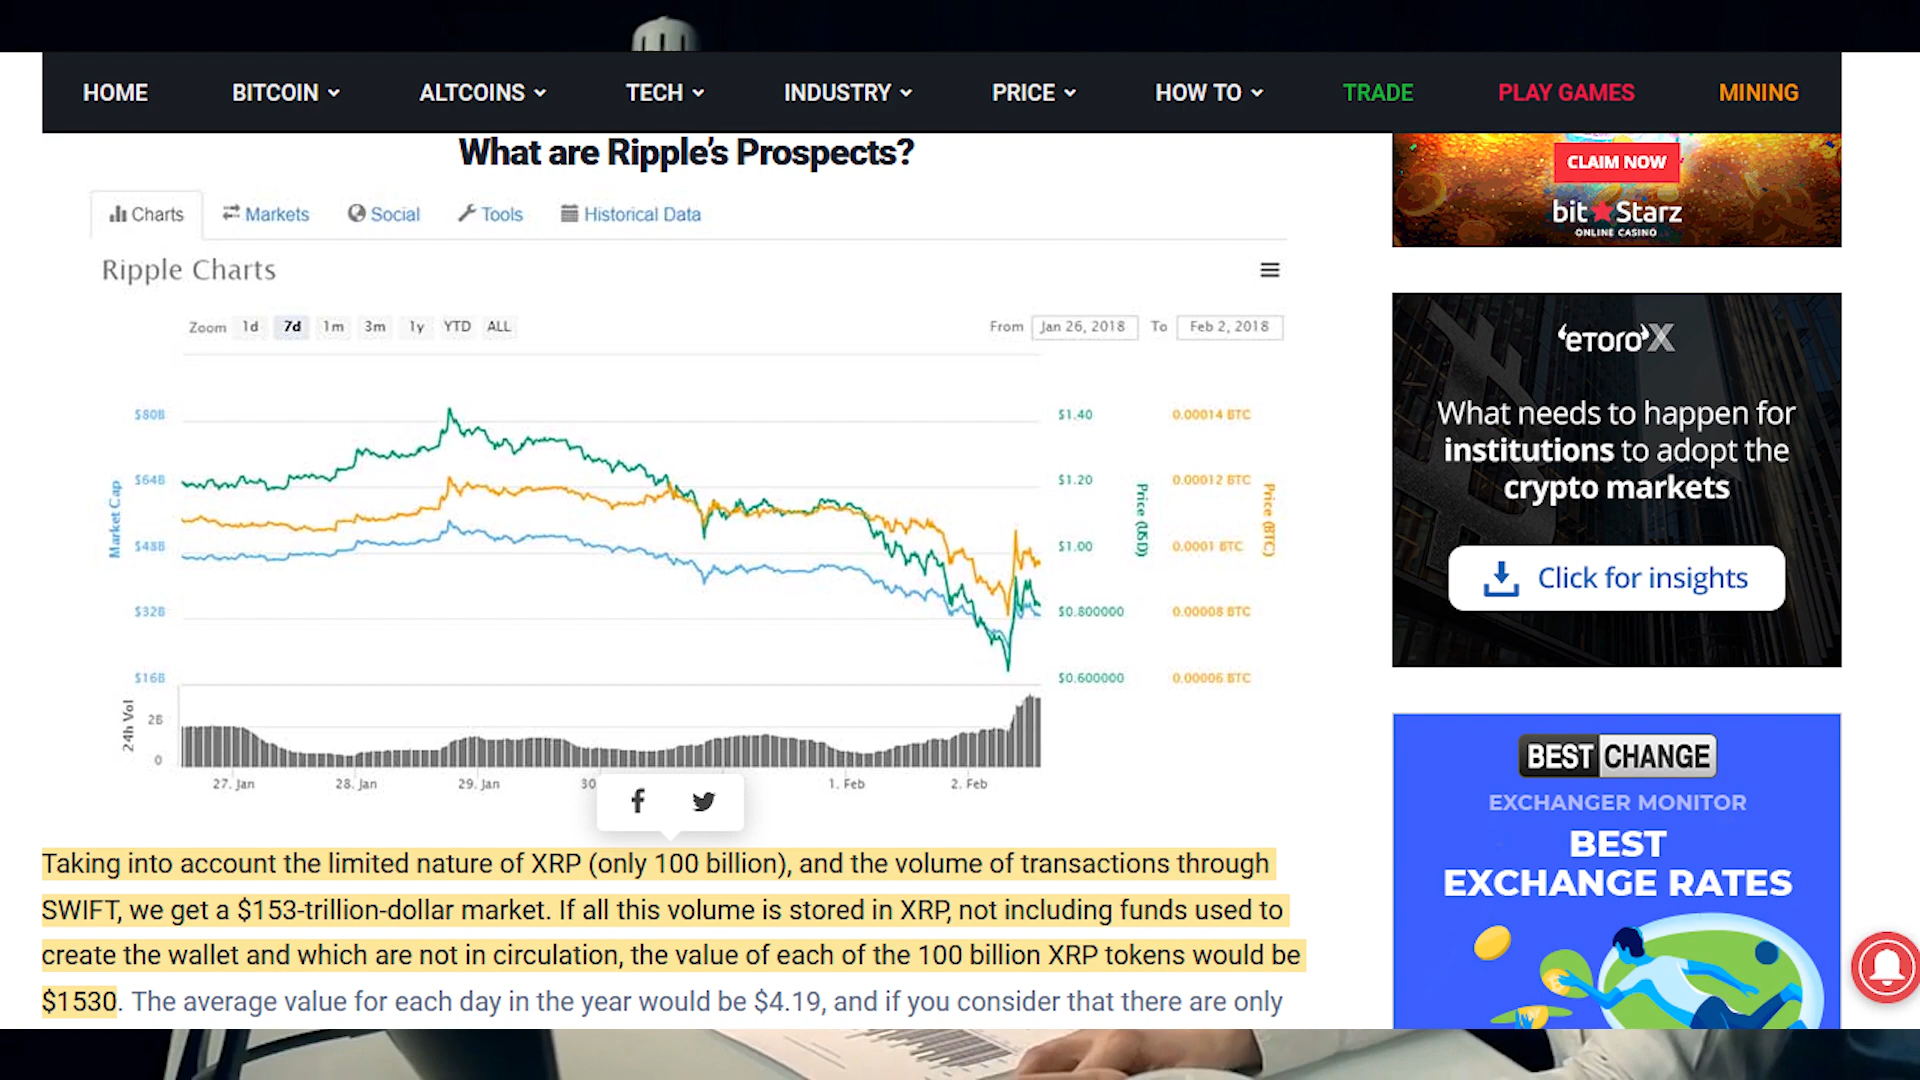 HOME BITCOIN ALTCOINS TECH INDUSTRY PRICE HOW TO TRADE PLAY GAMES MINING
What are Ripple's Prospects?
Charts Markets Social Tools Historical Data
Ripple Charts
Zoom 1d 7d 1m 3m 1y YTD ALL
From Jan 26, 2018 To Feb 2, 2018
$80B $1.40 0.00014 BTC
$64B $1.20 0.00012 BTC
$48B $1.00 0.0001 BTC
$32B $0.800000 0.00008 BTC
$16B $0.600000 0.00006 BTC
Market Cap
Price (USD)
Price (BTC)
24h Vol
2B
0
27. Jan 28. Jan 29. Jan 30 1. Feb 2. Feb
Taking into account the limited nature of XRP (only 100 billion), and the volume of transactions through
SWIFT, we get a $153-trillion-dollar market. If all this volume is stored in XRP, not including funds used to
create the wallet and which are not in circulation, the value of each of the 100 billion XRP tokens would be
$1530. The average value for each day in the year would be $4.19, and if you consider that there are only
CLAIM NOW
bit Starz
ONLINE CASINO
eToroX
What needs to happen for
institutions to adopt the
crypto markets
Click for insights
BEST CHANGE
EXCHANGER MONITOR
BEST
EXCHANGE RATES